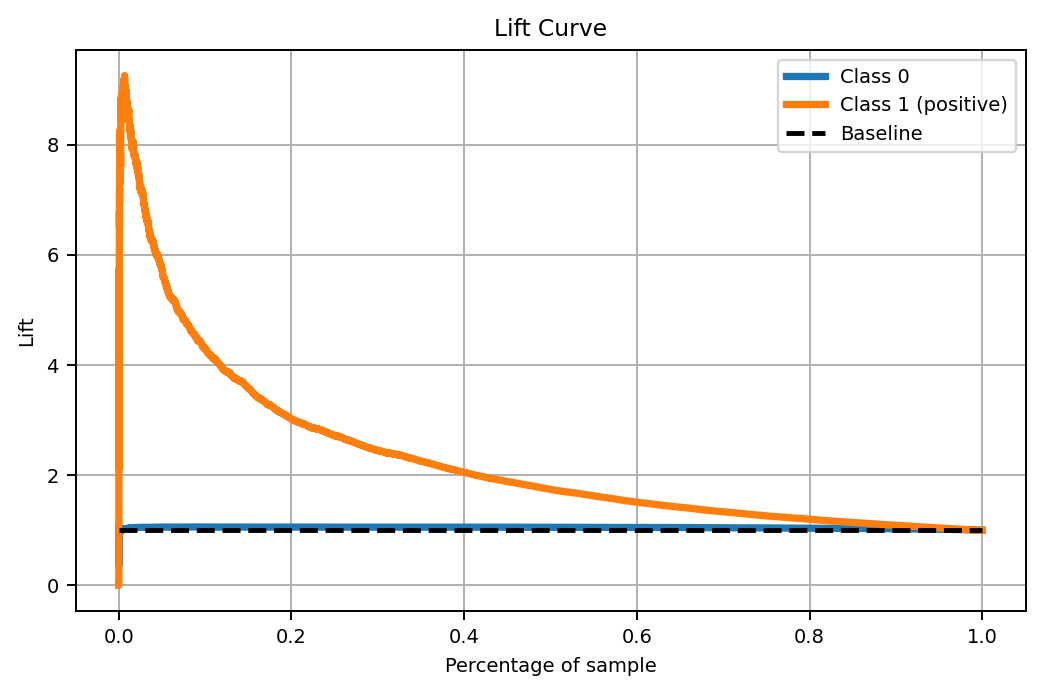 Lift Curve
Class 0
Class 1 (positive)
Baseline
Lift
8
6
4
2
0
0.0 0.2 0.4 0.6 0.8 1.0
Percentage of sample